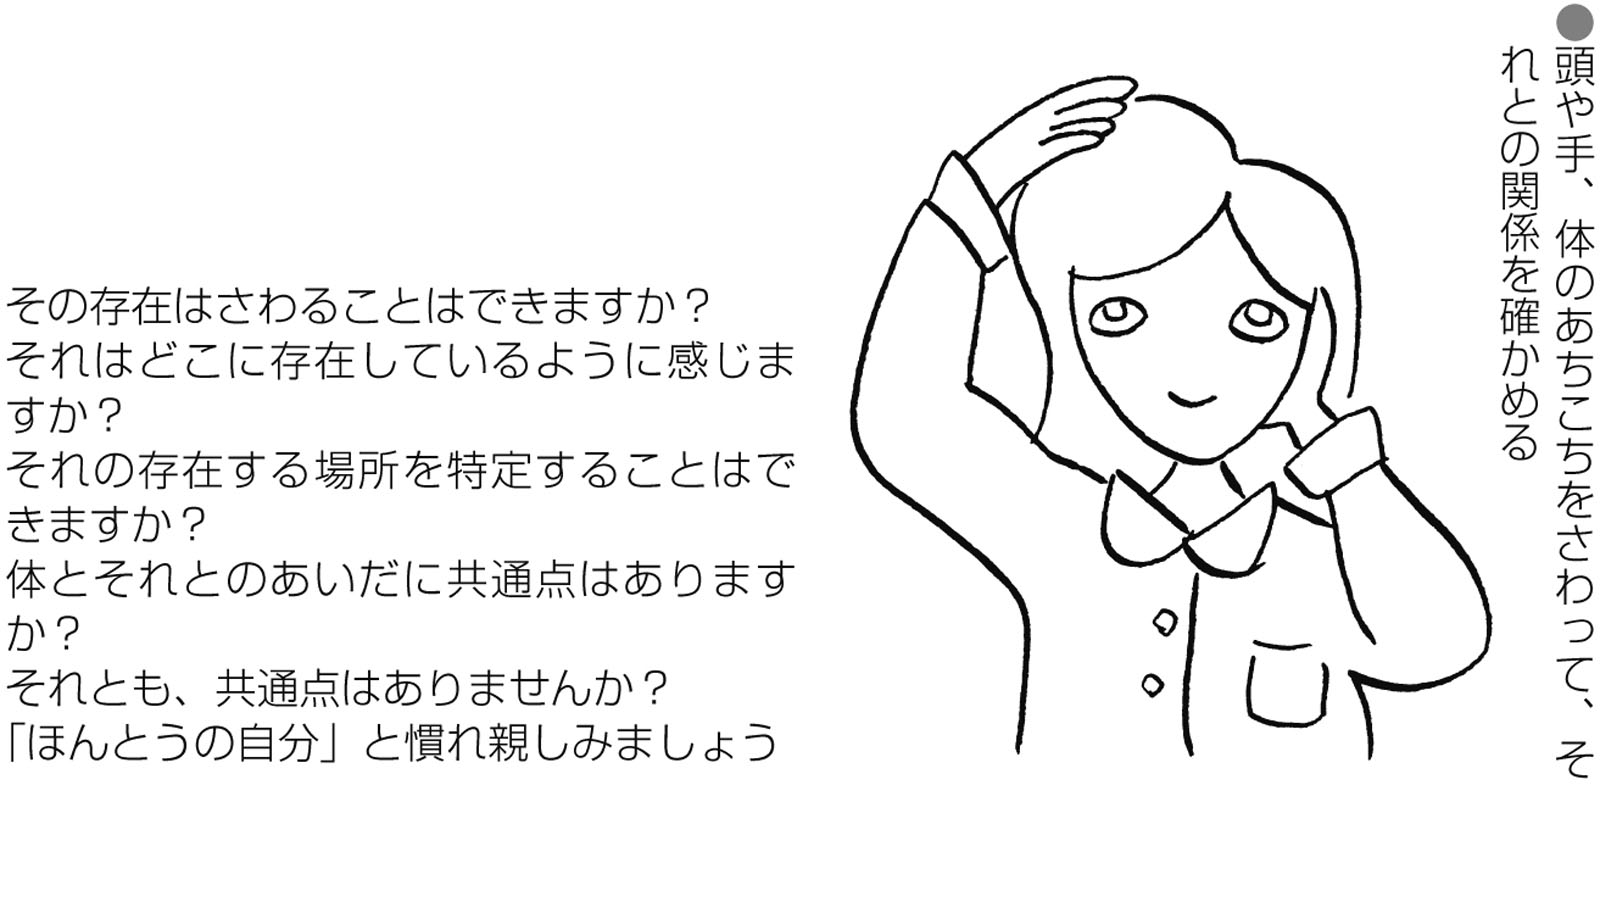 ●頭や手、体のあちこちをさわって、そ
れとの関係を確かめる
その存在はさわることはできますか？
それはどこに存在しているように感じま
すか？
それの存在する場所を特定することはで
きますか？
体とそれとのあいだに共通点はあります
か？
それとも、共通点はありませんか？
「ほんとうの自分」と慣れ親しみましょう